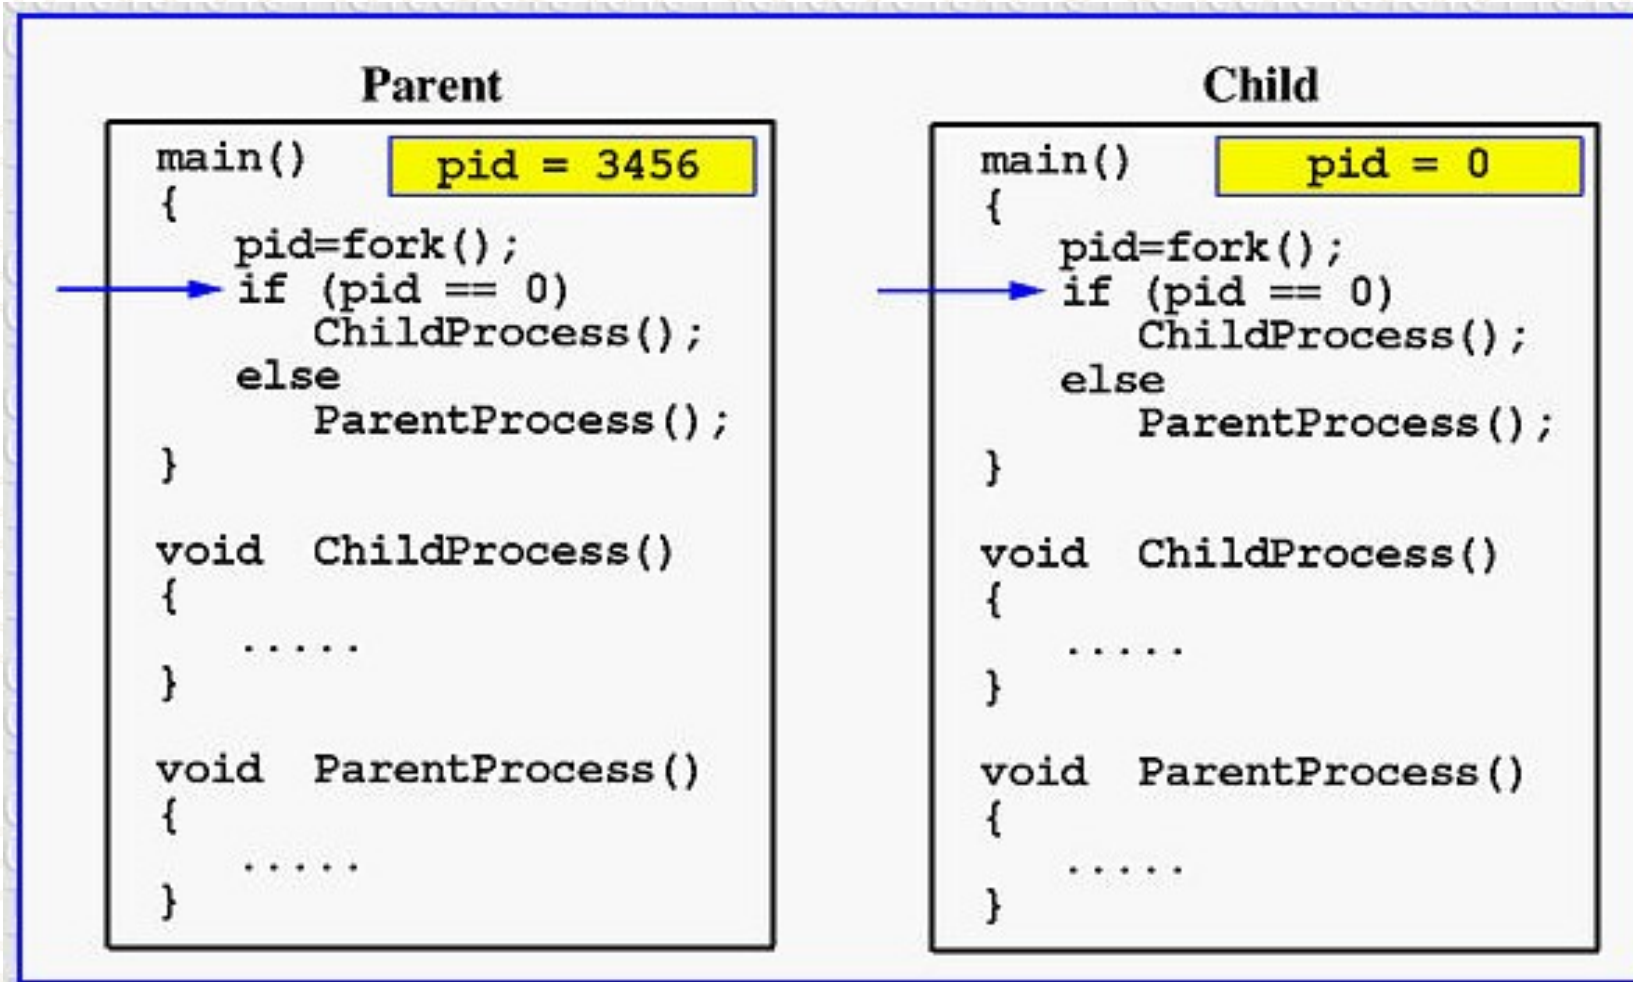 Parent
main()
pid = 3456
{
pid=fork();
if (pid == 0)
ChildProcess();
else
ParentProcess();
}
void ChildProcess()
{
.....
}
void ParentProcess()
{
.....
}
Child
main()
pid = 0
{
pid=fork();
if (pid == 0)
ChildProcess();
else
ParentProcess();
}
void ChildProcess()
{
.....
}
void ParentProcess()
{
.....
}